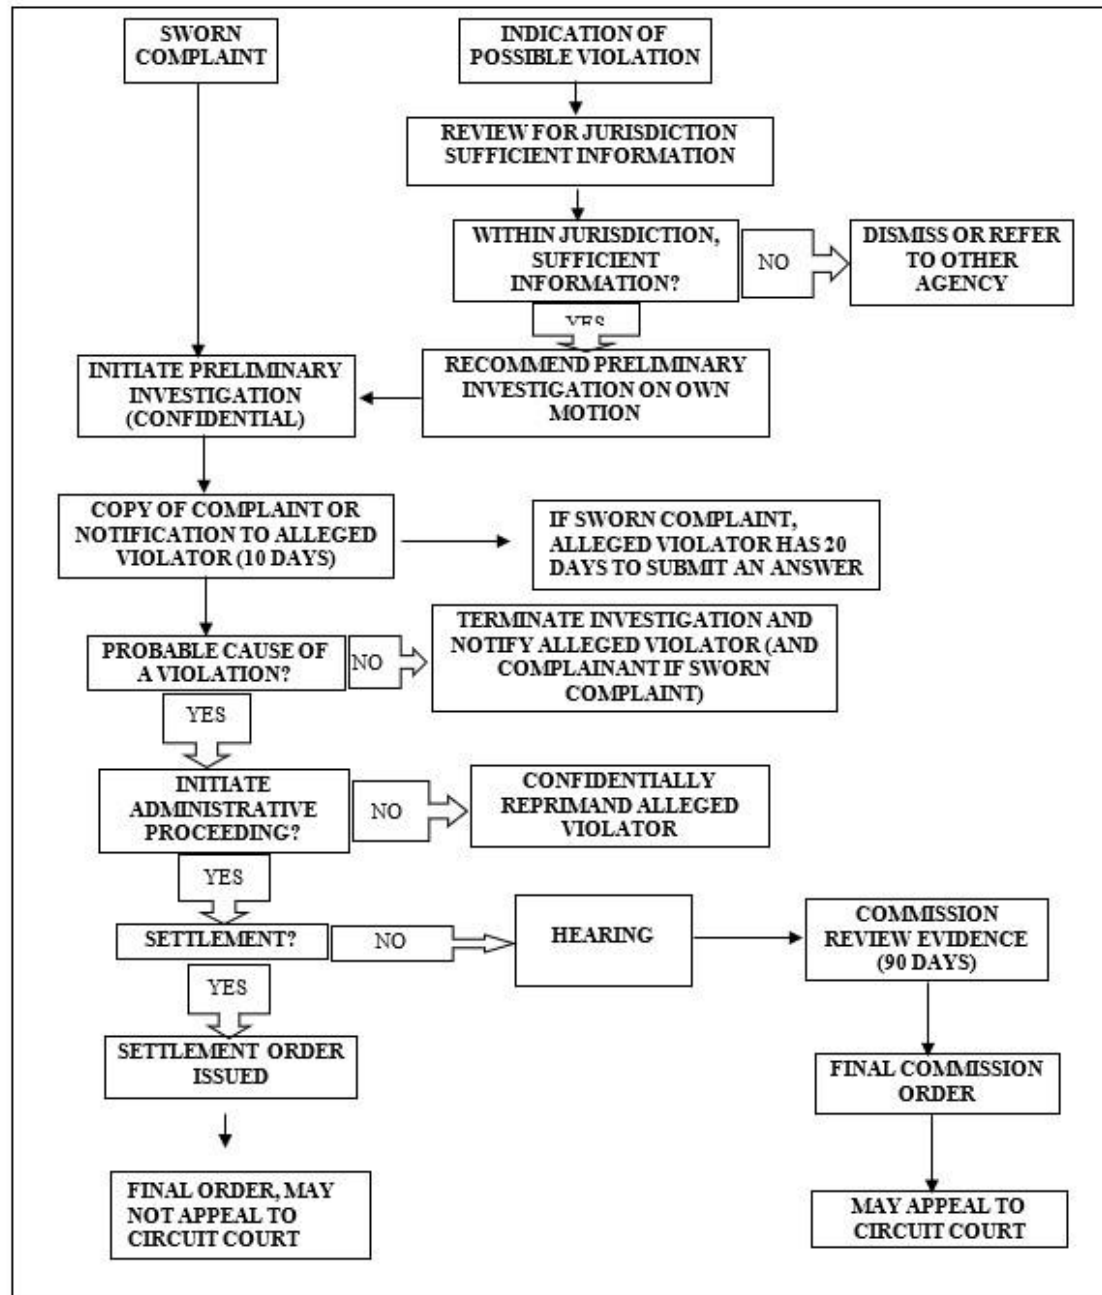 SWORN
COMPLAINT
INDICATION OF
POSSIBLE VIOLATION
REVIEW FOR JURISDICTION
SUFFICIENT INFORMATION
WITHIN JURISDICTION,
SUFFICIENT
INFORMATION?
NO
DISMISS OR REFER
TO OTHER
AGENCY
YES
INITIATE PRELIMINARY
INVESTIGATION
(CONFIDENTIAL)
RECOMMEND PRELIMINARY
INVESTIGATION ON OWN
MOTION
COPY OF COMPLAINT OR
NOTIFICATION TO ALLEGED
VIOLATOR (10 DAYS)
IF SWORN COMPLAINT,
ALLEGED VIOLATOR HAS 20
DAYS TO SUBMIT AN ANSWER
PROBABLE CAUSE OF
A VIOLATION?
NO
TERMINATE INVESTIGATION AND
NOTIFY ALLEGED VIOLATOR (AND
COMPLAINANT IF SWORN
COMPLAINT)
YES
INITIATE
ADMINISTRATIVE
PROCEEDING?
NO
CONFIDENTIALLY
REPRIMAND ALLEGED
VIOLATOR
YES
SETTLEMENT?
NO
HEARING
COMMISSION
REVIEW EVIDENCE
(90 DAYS)
YES
SETTLEMENT ORDER
ISSUED
FINAL COMMISSION
ORDER
FINAL ORDER, MAY
NOT APPEAL TO
CIRCUIT COURT
MAY APPEAL TO
CIRCUIT COURT